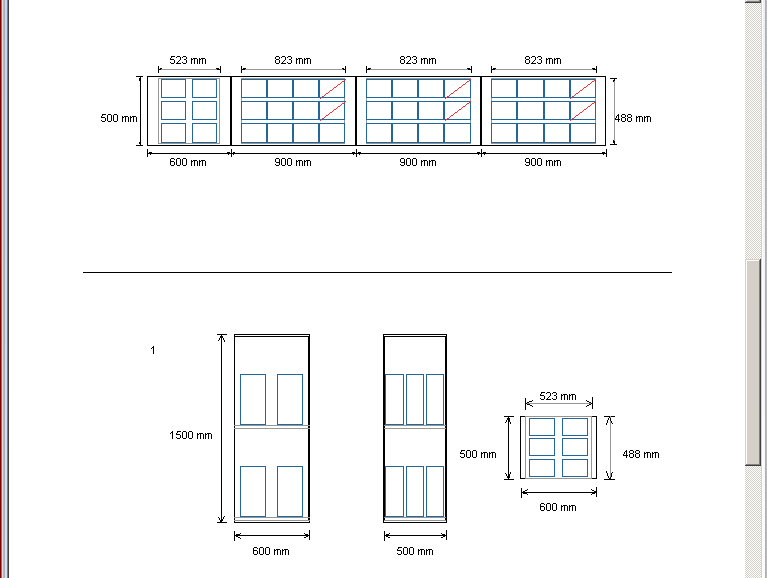 523 mm 823 mm 823 mm 823 mm
500 mm 488 mm
600 mm 900 mm 900 mm 900 mm
1
523 mm
1500 mm 500 mm 488 mm
600 mm
600 mm 500 mm